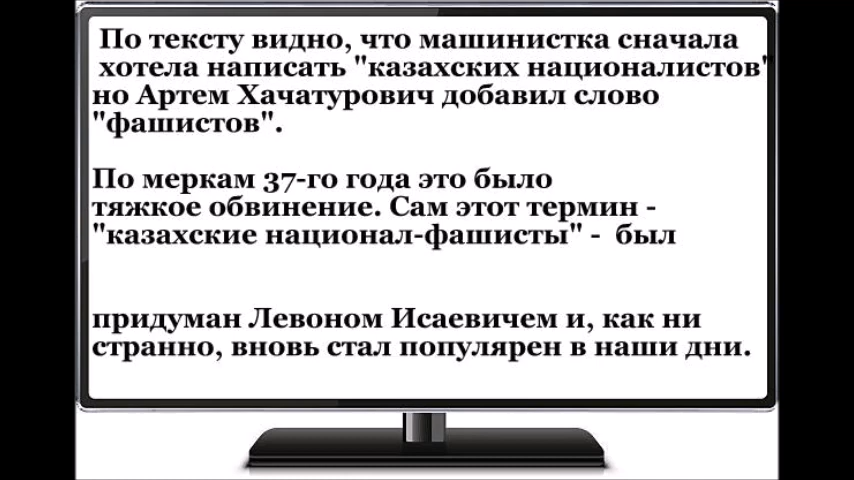 По тексту видно, что машинистка сначала
хотела написать "казахских националистов"
но Артем Хачатурович добавил слово
"фашистов".
По меркам 37-го года это было
тяжкое обвинение. Сам этот термин -
"казахские национал-фашисты" - был
придуман Левоном Исаевичем и, как ни
странно, вновь стал популярен в наши дни.